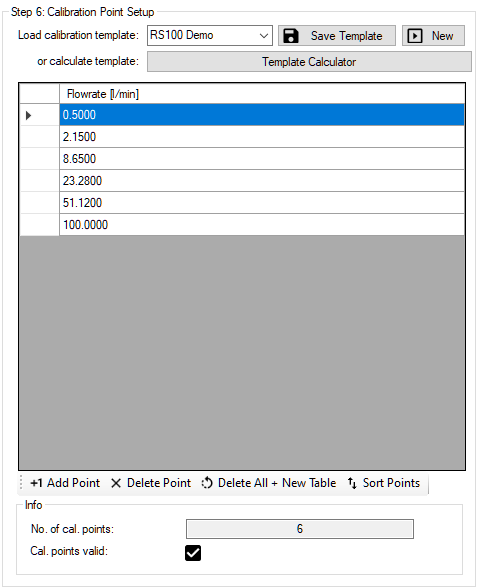 Step 6: Calibration Point Setup
Load calibration template: RS100 Demo Save Template New
or calculate template: Template Calculator
Flowrate [l/min]
0.5000
2.1500
8.6500
23.2800
51.1200
100.0000
+1 Add Point Delete Point Delete All + New Table Sort Points
Info
No. of cal. points: 6
Cal. points valid: